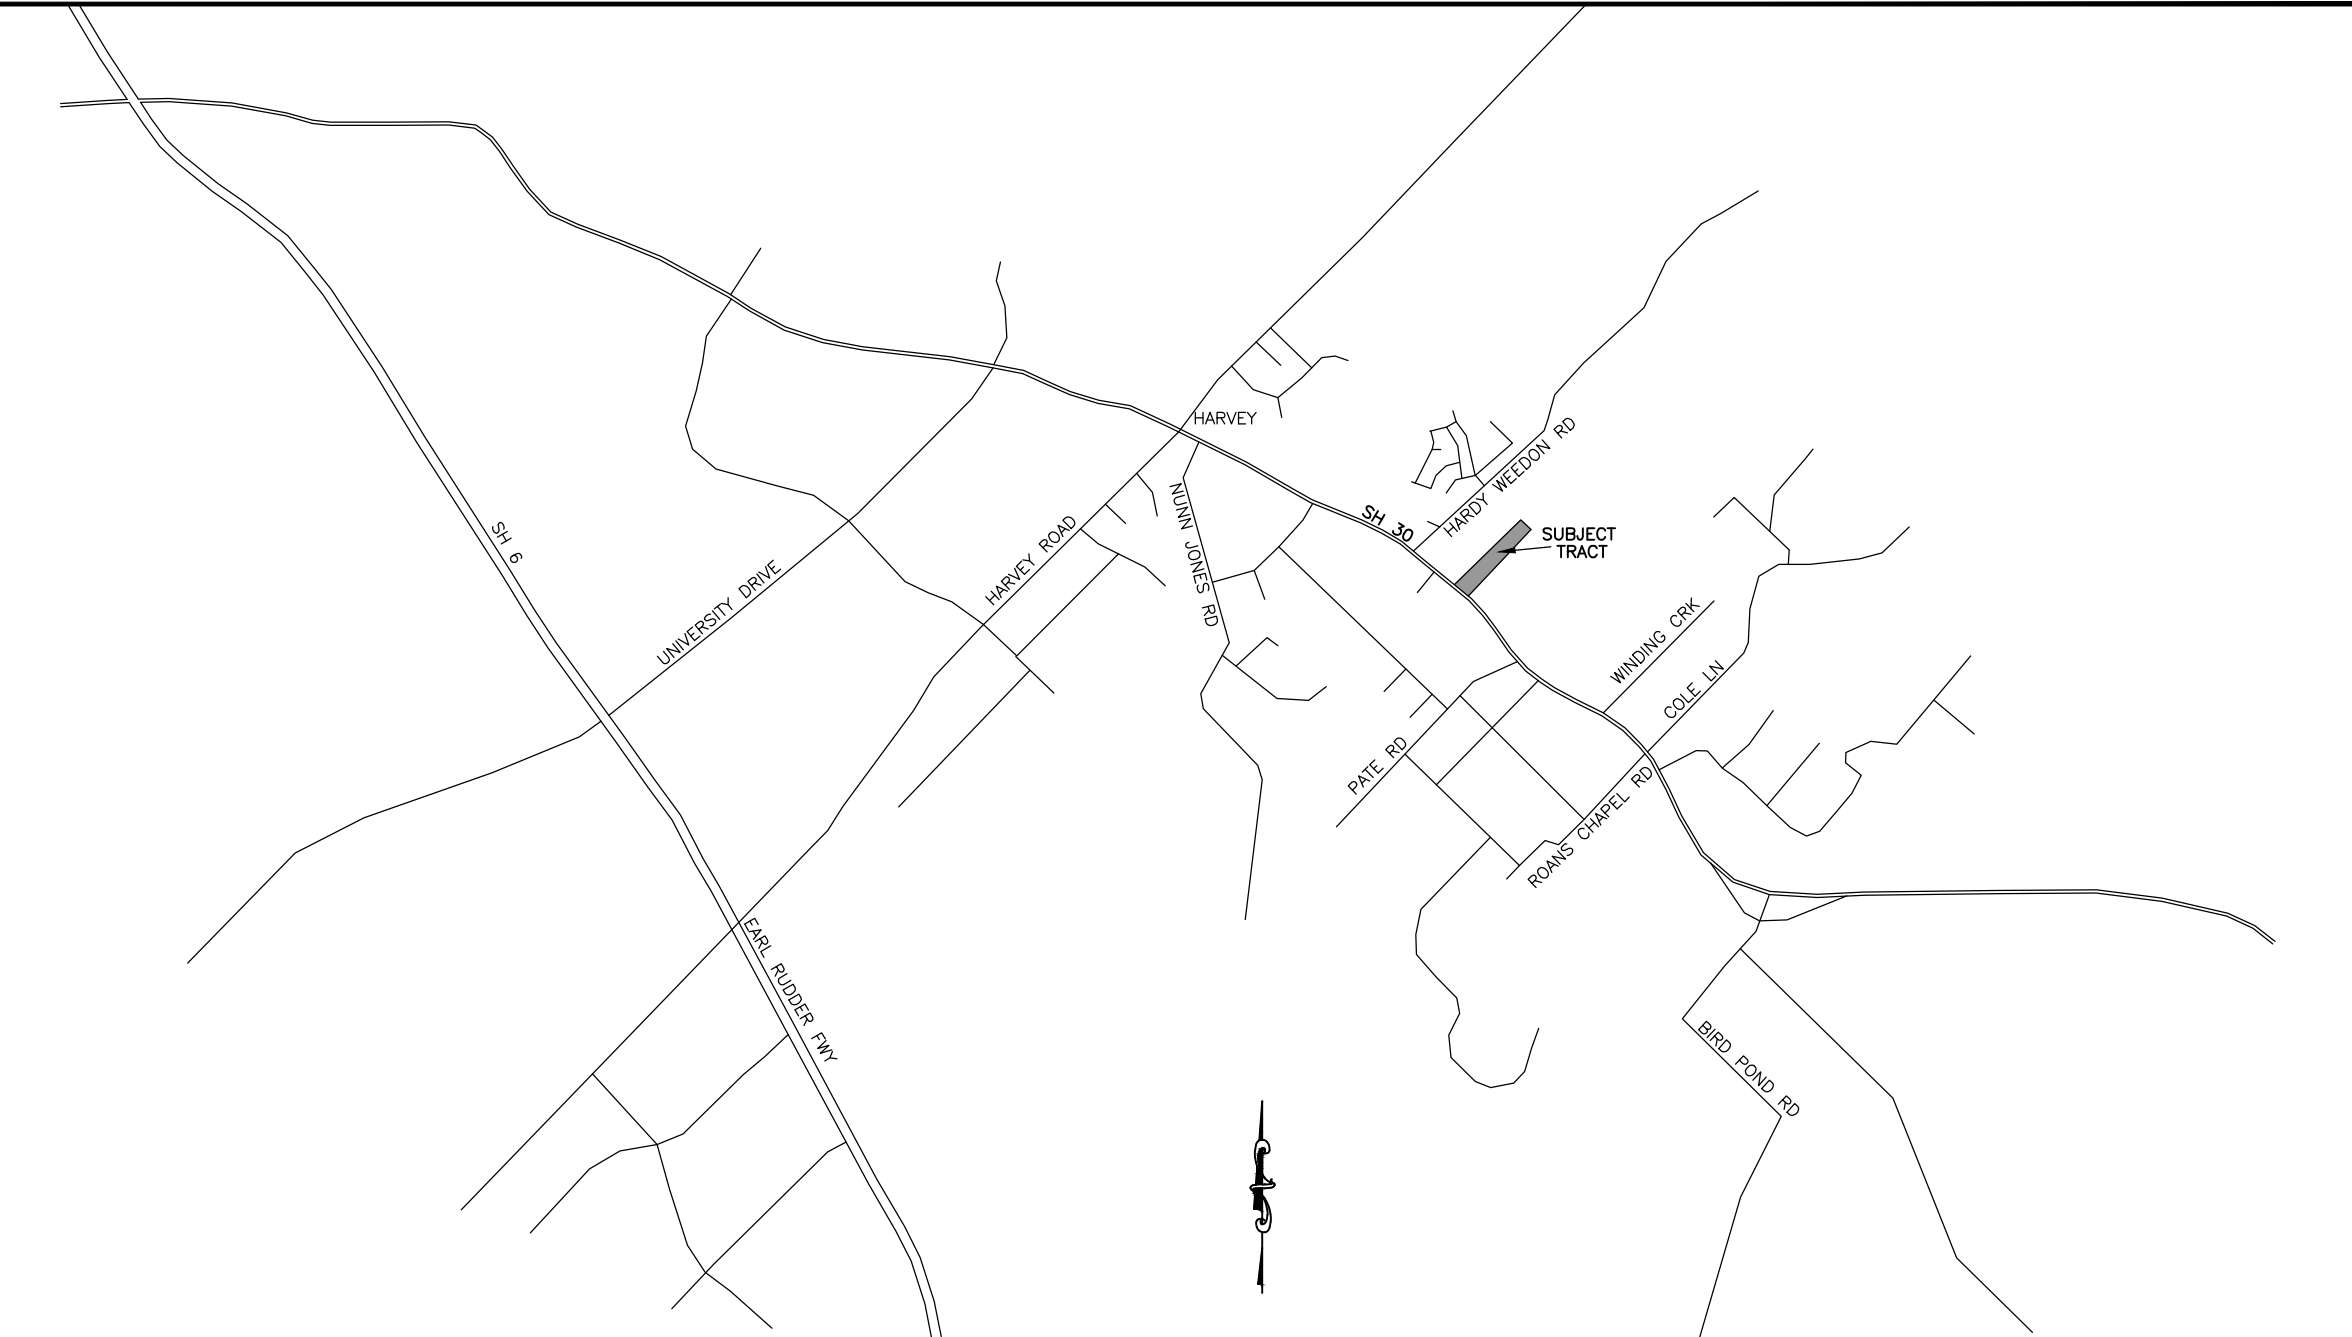 HARVEY
HARDY WEEDON RD
SH 30
SUBJECT
TRACT
NUNN JONES RD
HARVEY ROAD
SH 6
UNIVERSITY DRIVE
WINDING CRK
COLE LN
PATE RD
ROANS CHAPEL RD
EARL RUDDER FWY
BIRD POND RD